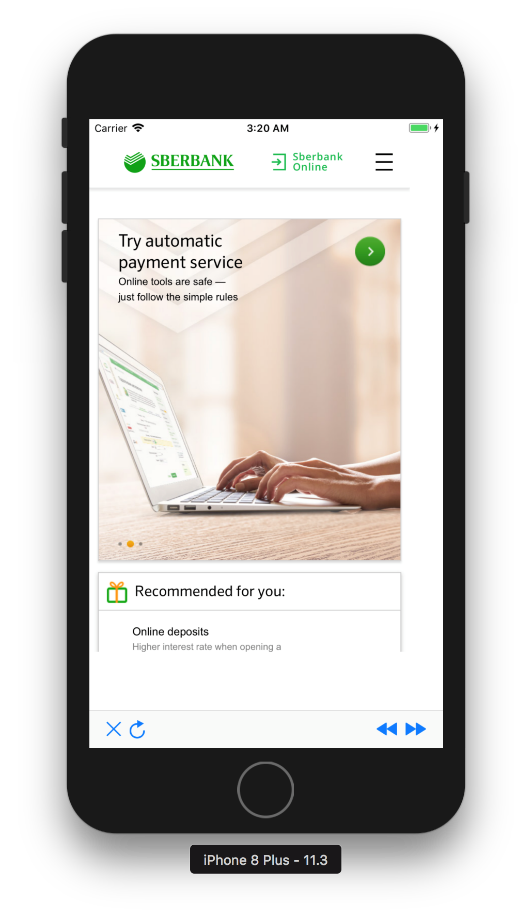 Carrier
3:20 AM
SBERBANK
Sberbank
Online
Try automatic
payment service
Online tools are safe —
just follow the simple rules
Recommended for you:
Online deposits
Higher interest rate when opening a
iPhone 8 Plus - 11.3